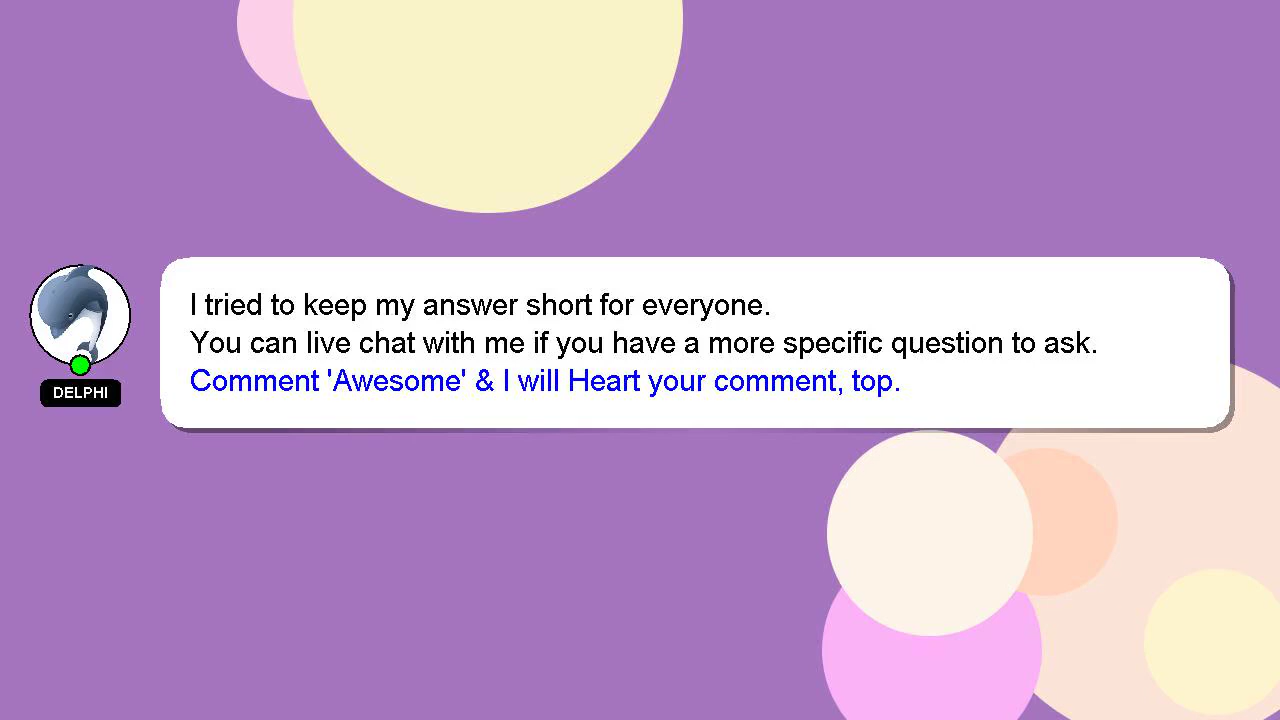 I tried to keep my answer short for everyone.
You can live chat with me if you have a more specific question to ask.
Comment 'Awesome' & I will Heart your comment, top.
DELPHI